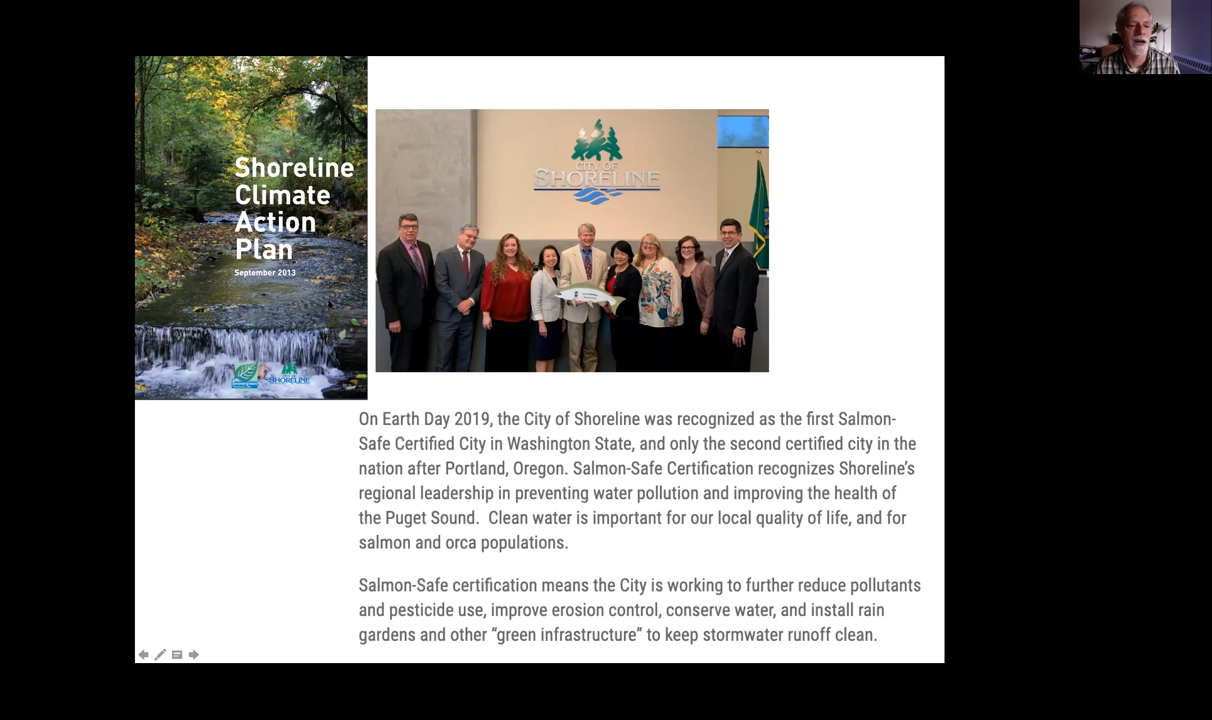 Shoreline
Climate
Action
Plan
September 2013
SHORELINE
CITY OF
SHORELINE
On Earth Day 2019, the City of Shoreline was recognized as the first Salmon-
Safe Certified City in Washington State, and only the second certified city in the
nation after Portland, Oregon. Salmon-Safe Certification recognizes Shoreline’s
regional leadership in preventing water pollution and improving the health of
the Puget Sound.  Clean water is important for our local quality of life, and for
salmon and orca populations.
Salmon-Safe certification means the City is working to further reduce pollutants
and pesticide use, improve erosion control, conserve water, and install rain
gardens and other “green infrastructure” to keep stormwater runoff clean.